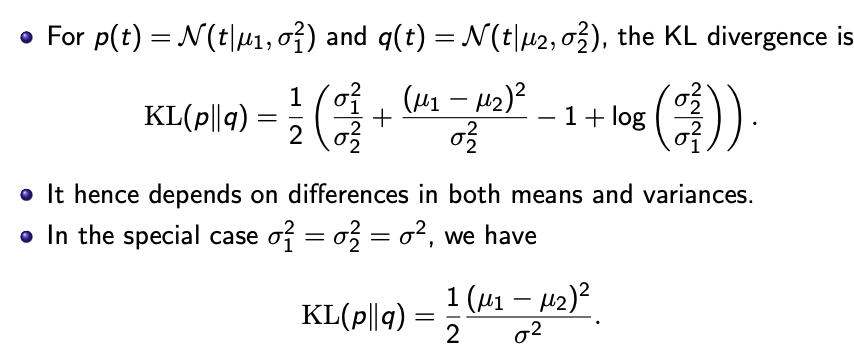 • For p(t) = 𝒩(t|μ₁, σ₁²) and q(t) = 𝒩(t|μ₂, σ₂²), the KL divergence is
KL(p‖q) = 1/2 (σ₁²/σ₂² + (μ₁ − μ₂)²/σ₂² − 1 + log(σ₂²/σ₁²)).
• It hence depends on differences in both means and variances.
• In the special case σ₁² = σ₂² = σ², we have
KL(p‖q) = 1/2 (μ₁ − μ₂)²/σ².